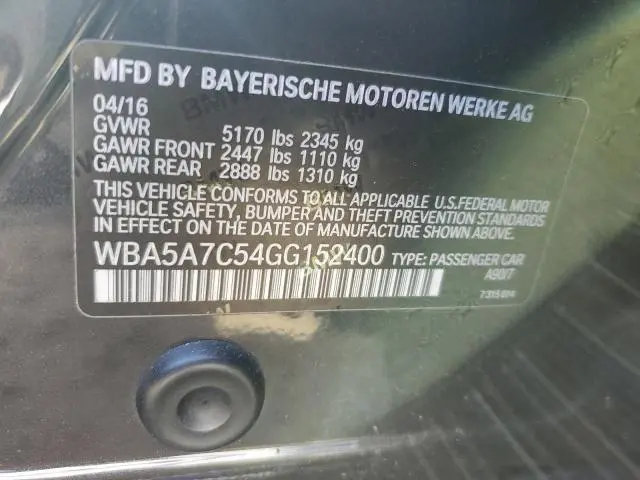 MFD BY BAYERISCHE MOTOREN WERKE AG
04/16
GVWR 5170 lbs 2345 kg
GAWR FRONT 2447 lbs 1110 kg
GAWR REAR 2888 lbs 1310 kg
THIS VEHICLE CONFORMS TO ALL APPLICABLE U.S.FEDERAL MOTOR
VEHICLE SAFETY, BUMPER AND THEFT PREVENTION STANDARDS
IN EFFECT ON THE DATE OF MANUFACTURE SHOWN ABOVE.
WBA5A7C54GG152400 TYPE: PASSENGER CAR
A90/7